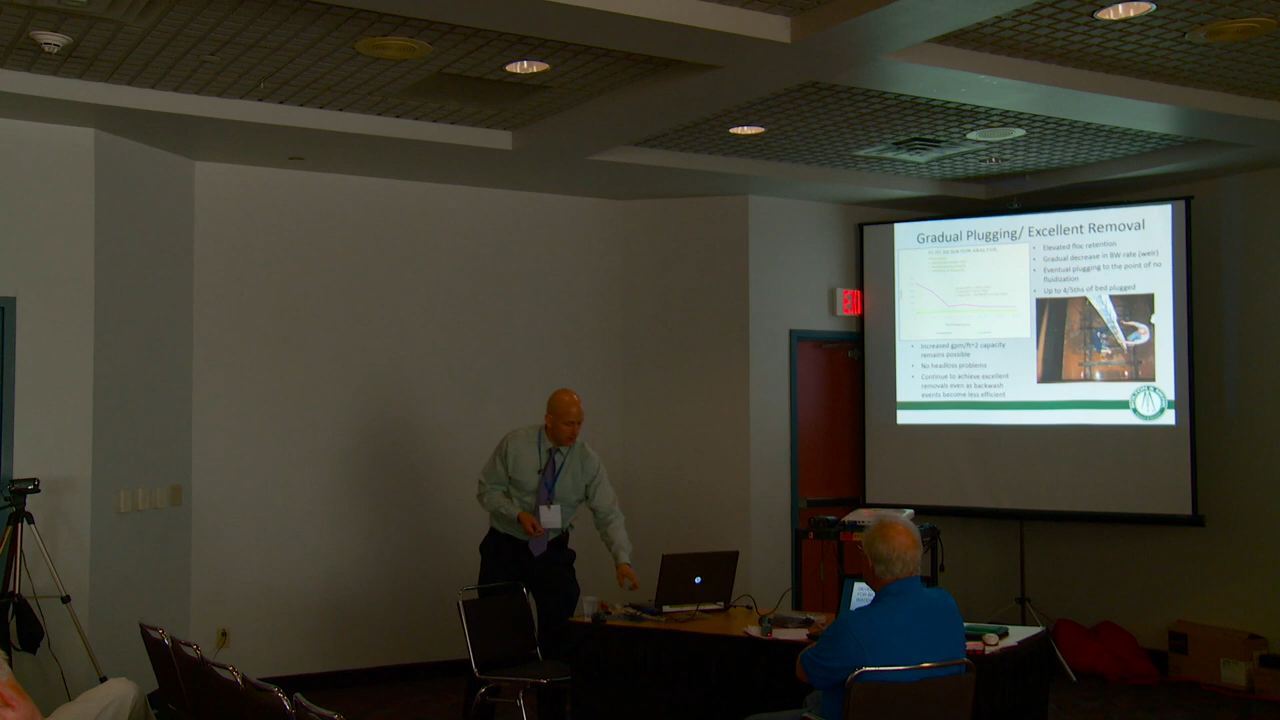 Gradual Plugging/ Excellent Removal
• Elevated floc retention
• Gradual decrease in BW rate (weir)
• Eventual plugging to the point of no
fluidization
• Up to 4/5ths of bed plugged
• Increased gpm/ft^2 capacity
remains possible
• No headloss problems
• Continue to achieve excellent
removals even as backwash
events become less efficient
EXIT
hp